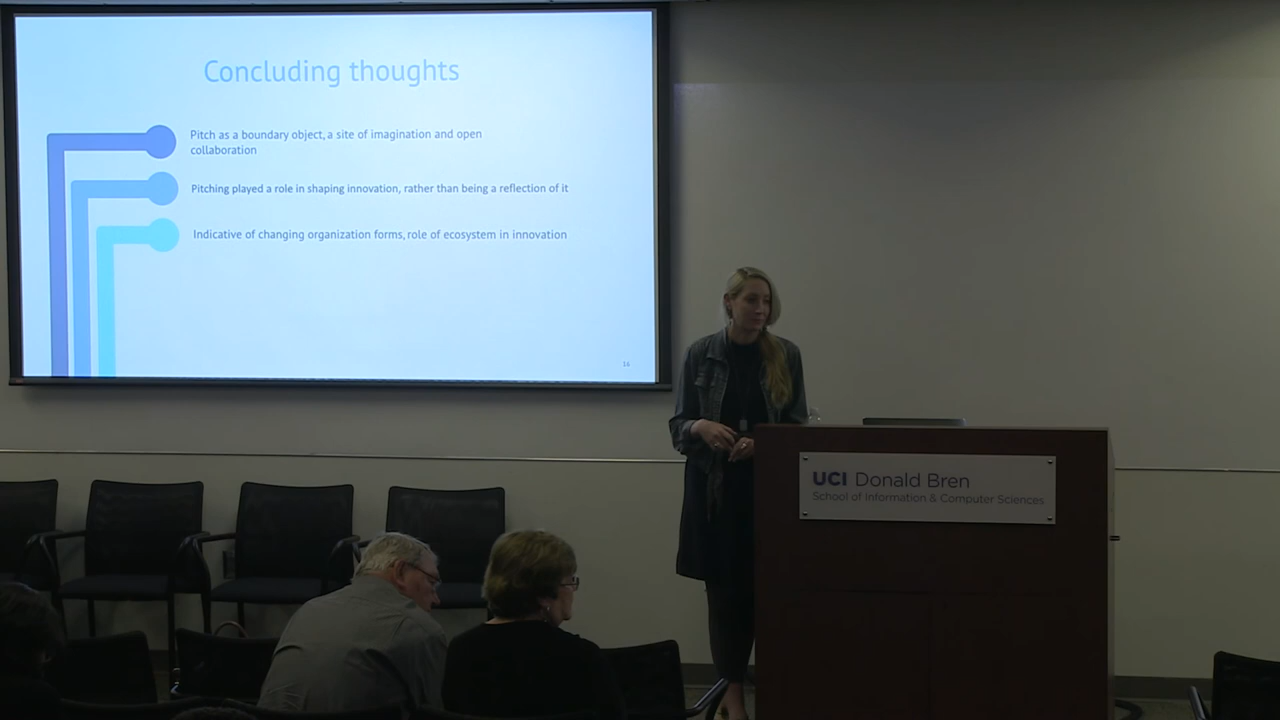 Concluding thoughts
Pitch as a boundary object, a site of imagination and open
collaboration
Pitching played a role in shaping innovation, rather than being a reflection of it
Indicative of changing organization forms, role of ecosystem in innovation
16
UCI Donald Bren
School of Information & Computer Sciences